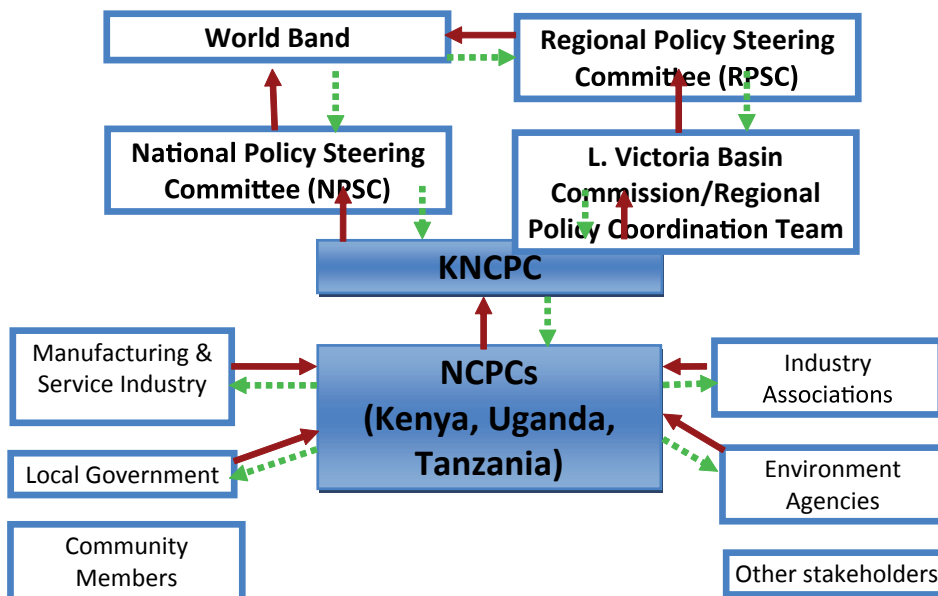 World Band
Regional Policy Steering
Committee (RPSC)
National Policy Steering
Committee (NPSC)
L. Victoria Basin
Commission/Regional
Policy Coordination Team
KNCPC
Manufacturing &
Service Industry
NCPCs
(Kenya, Uganda,
Tanzania)
Industry
Associations
Local Government
Environment
Agencies
Community
Members
Other stakeholders